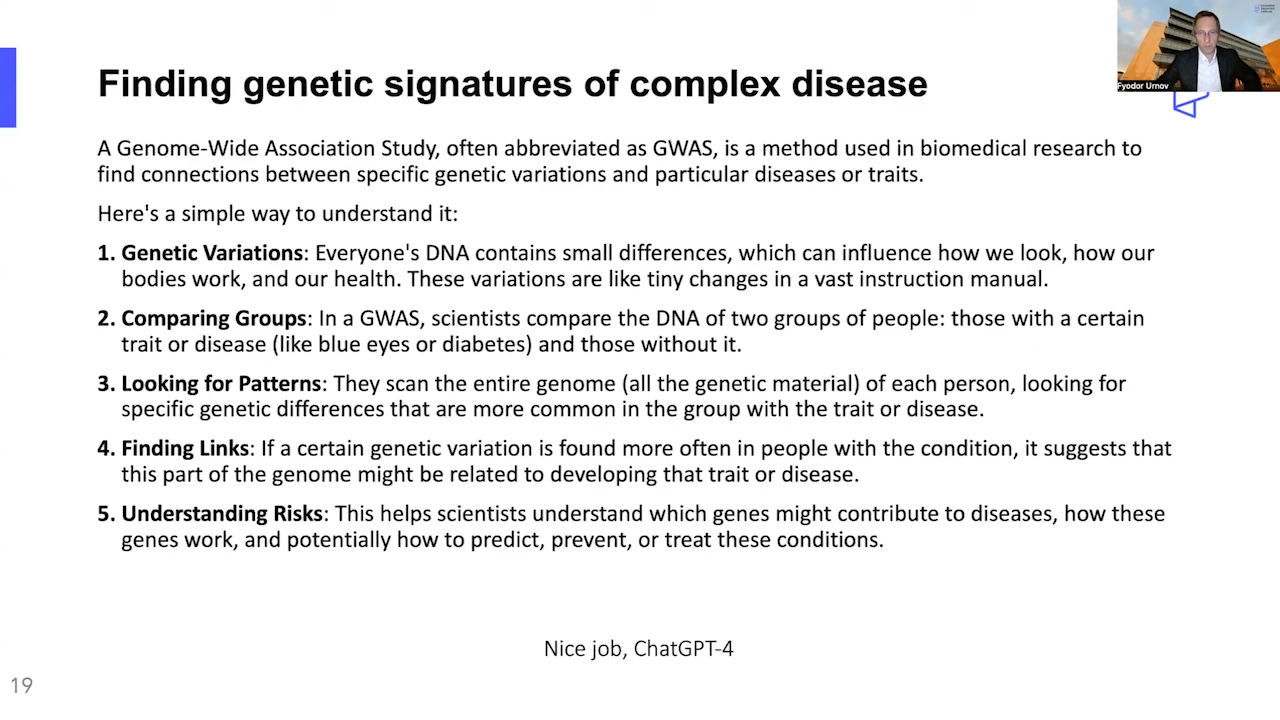 Finding genetic signatures of complex disease
Fyodor Urnov
A Genome-Wide Association Study, often abbreviated as GWAS, is a method used in biomedical research to
find connections between specific genetic variations and particular diseases or traits.
Here's a simple way to understand it:
1. Genetic Variations: Everyone's DNA contains small differences, which can influence how we look, how our
bodies work, and our health. These variations are like tiny changes in a vast instruction manual.
2. Comparing Groups: In a GWAS, scientists compare the DNA of two groups of people: those with a certain
trait or disease (like blue eyes or diabetes) and those without it.
3. Looking for Patterns: They scan the entire genome (all the genetic material) of each person, looking for
specific genetic differences that are more common in the group with the trait or disease.
4. Finding Links: If a certain genetic variation is found more often in people with the condition, it suggests that
this part of the genome might be related to developing that trait or disease.
5. Understanding Risks: This helps scientists understand which genes might contribute to diseases, how these
genes work, and potentially how to predict, prevent, or treat these conditions.
Nice job, ChatGPT-4
19